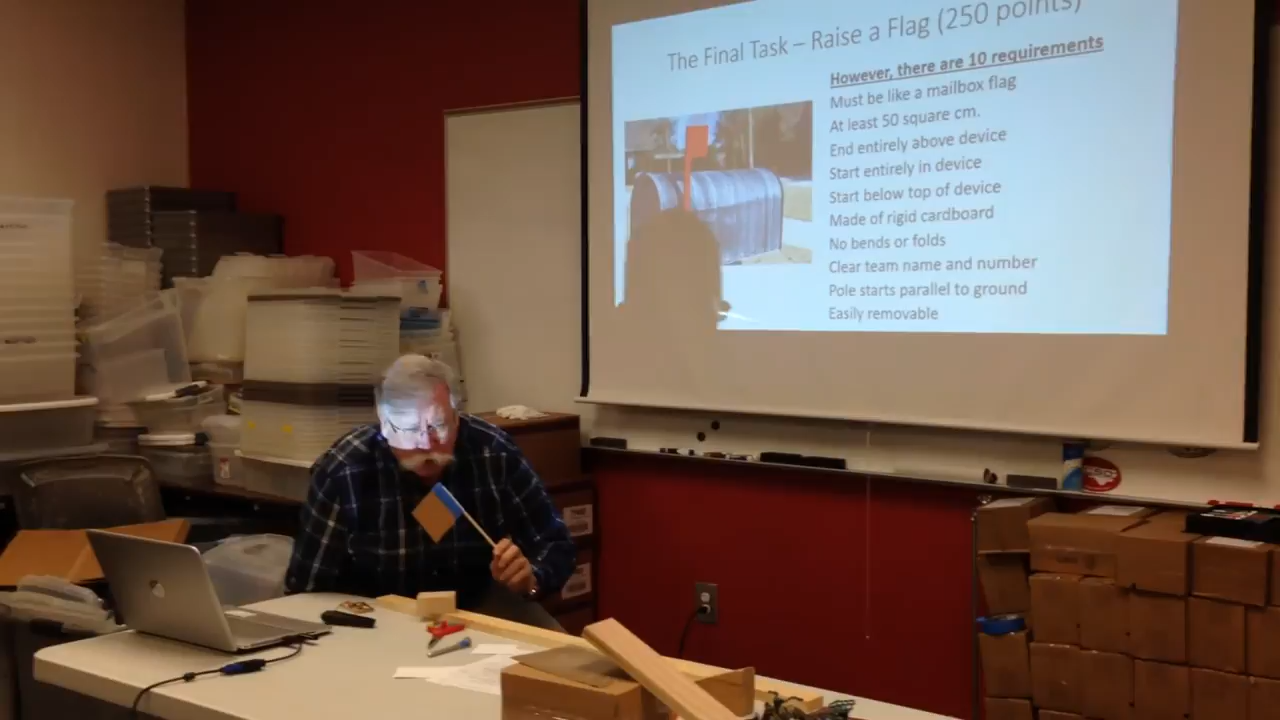 The Final Task – Raise a Flag (250 points)
However, there are 10 requirements
Must be like a mailbox flag
At least 50 square cm.
End entirely above device
Start entirely in device
Start below top of device
Made of rigid cardboard
No bends or folds
Clear team name and number
Pole starts parallel to ground
Easily removable